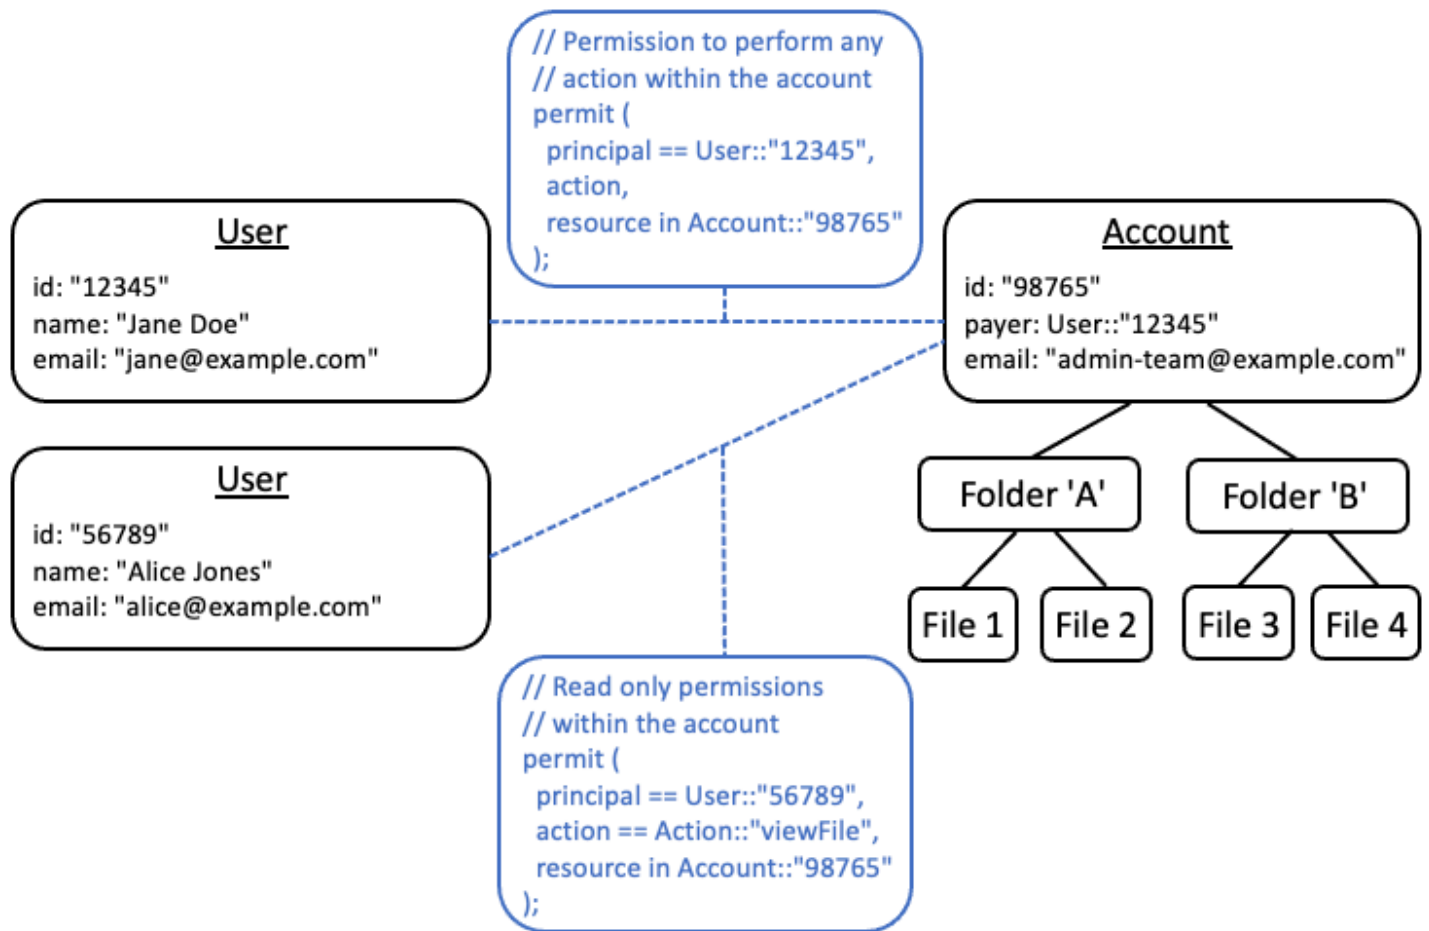 // Permission to perform any
// action within the account
permit (
principal == User::"12345",
action,
resource in Account::"98765"
);
User
id: "12345"
name: "Jane Doe"
email: "jane@example.com"
Account
id: "98765"
payer: User::"12345"
email: "admin-team@example.com"
User
id: "56789"
name: "Alice Jones"
email: "alice@example.com"
Folder 'A'
Folder 'B'
File 1
File 2
File 3
File 4
// Read only permissions
// within the account
permit (
principal == User::"56789",
action == Action::"viewFile",
resource in Account::"98765"
);